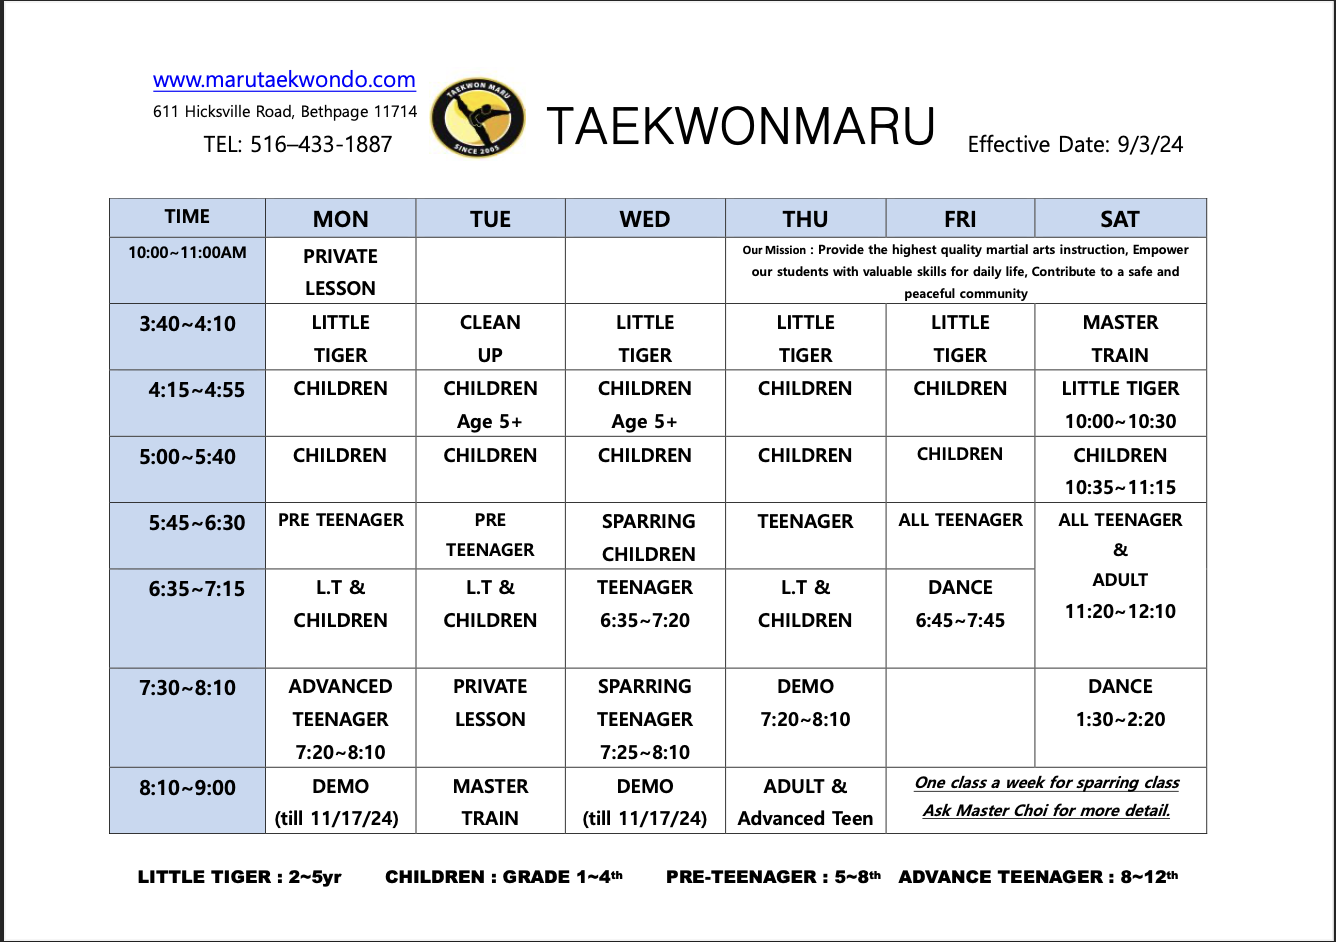 www.marutaekwondo.com
611 Hicksville Road, Bethpage 11714
TEL: 516–433-1887
TAEKWON MARU
SINCE 2005
TAEKWONMARU
Effective Date: 9/3/24
TIME MON TUE WED THU FRI SAT
10:00~11:00AM
PRIVATE
LESSON
Our Mission : Provide the highest quality martial arts instruction, Empower
our students with valuable skills for daily life, Contribute to a safe and
peaceful community
3:40~4:10
LITTLE
TIGER
CLEAN
UP
LITTLE
TIGER
LITTLE
TIGER
LITTLE
TIGER
MASTER
TRAIN
4:15~4:55
CHILDREN
CHILDREN
Age 5+
CHILDREN
Age 5+
CHILDREN
CHILDREN
LITTLE TIGER
10:00~10:30
5:00~5:40
CHILDREN
CHILDREN
CHILDREN
CHILDREN
CHILDREN
CHILDREN
10:35~11:15
5:45~6:30
PRE TEENAGER
PRE
TEENAGER
SPARRING
CHILDREN
TEENAGER
ALL TEENAGER
ALL TEENAGER
&
ADULT
11:20~12:10
6:35~7:15
L.T &
CHILDREN
L.T &
CHILDREN
TEENAGER
6:35~7:20
L.T &
CHILDREN
DANCE
6:45~7:45
7:30~8:10
ADVANCED
TEENAGER
7:20~8:10
PRIVATE
LESSON
SPARRING
TEENAGER
7:25~8:10
DEMO
7:20~8:10
DANCE
1:30~2:20
8:10~9:00
DEMO
(till 11/17/24)
MASTER
TRAIN
DEMO
(till 11/17/24)
ADULT &
Advanced Teen
One class a week for sparring class
Ask Master Choi for more detail.
LITTLE TIGER : 2~5yr CHILDREN : GRADE 1~4th PRE-TEENAGER : 5~8th ADVANCE TEENAGER : 8~12th